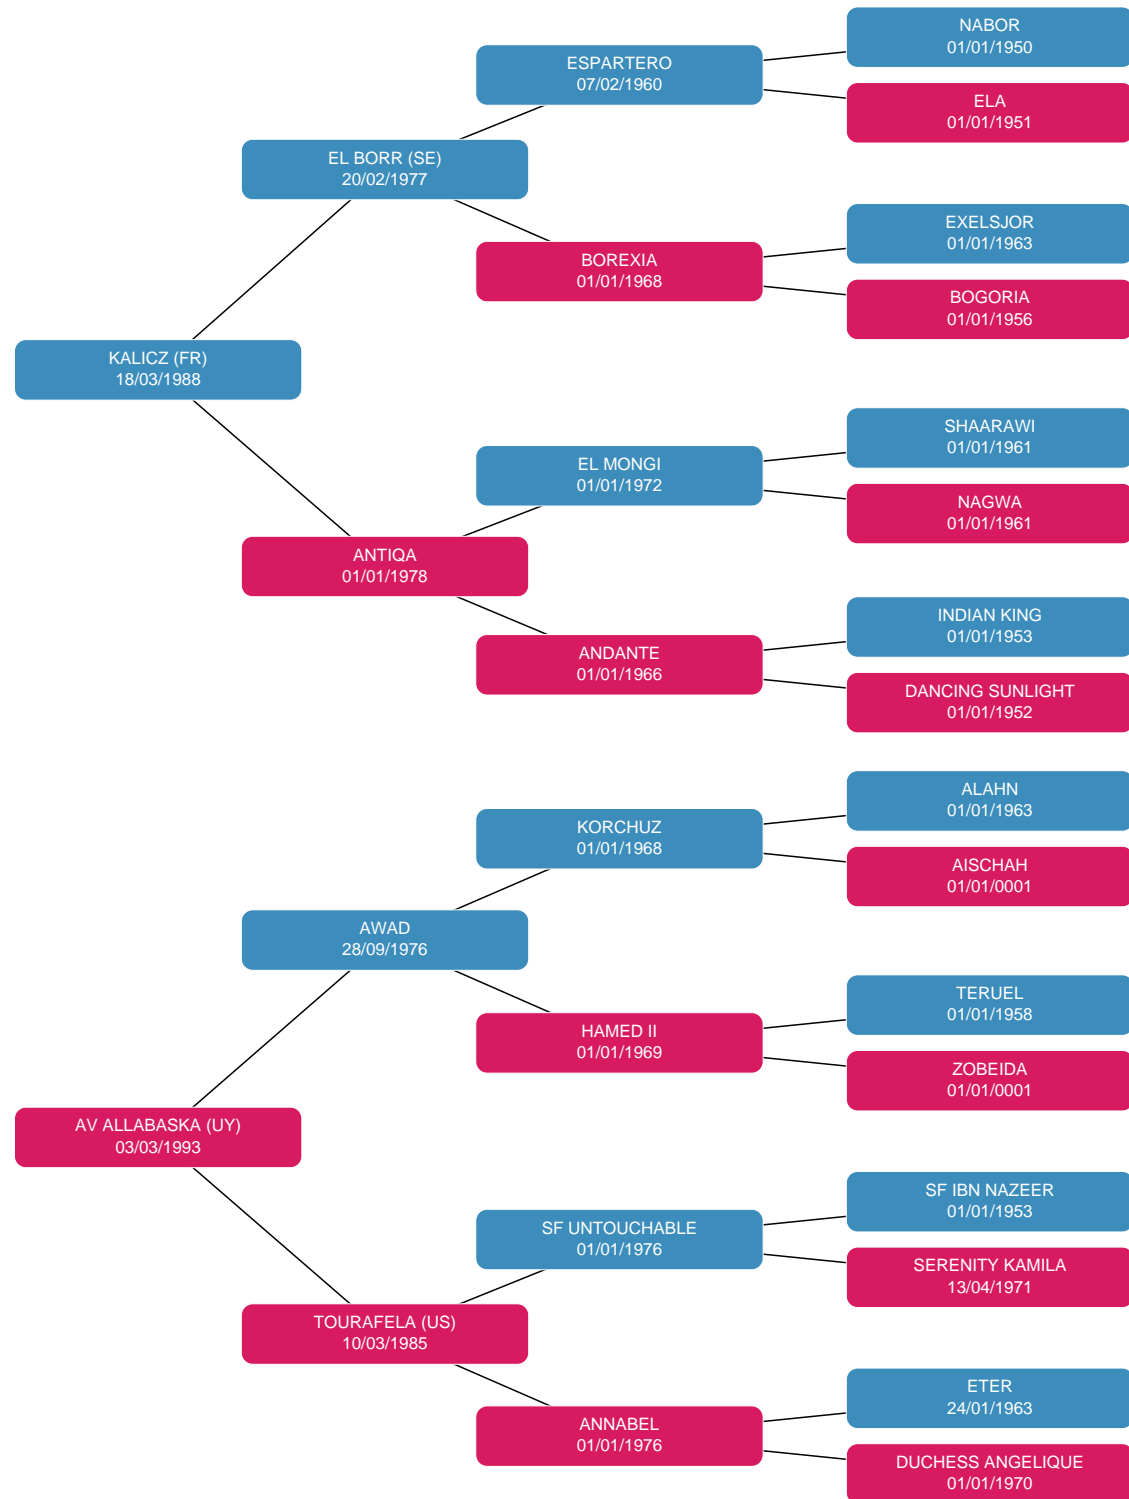 NABOR
01/01/1950
ESPARTERO
07/02/1960
ELA
01/01/1951
EL BORR (SE)
20/02/1977
EXELSJOR
01/01/1963
BOREXIA
01/01/1968
BOGORIA
01/01/1956
KALICZ (FR)
18/03/1988
SHAARAWI
01/01/1961
EL MONGI
01/01/1972
NAGWA
01/01/1961
ANTIQA
01/01/1978
INDIAN KING
01/01/1953
ANDANTE
01/01/1966
DANCING SUNLIGHT
01/01/1952
ALAHN
01/01/1963
KORCHUZ
01/01/1968
AISCHAH
01/01/0001
AWAD
28/09/1976
TERUEL
01/01/1958
HAMED II
01/01/1969
ZOBEIDA
01/01/0001
AV ALLABASKA (UY)
03/03/1993
SF IBN NAZEER
01/01/1953
SF UNTOUCHABLE
01/01/1976
SERENITY KAMILA
13/04/1971
TOURAFELA (US)
10/03/1985
ETER
24/01/1963
ANNABEL
01/01/1976
DUCHESS ANGELIQUE
01/01/1970